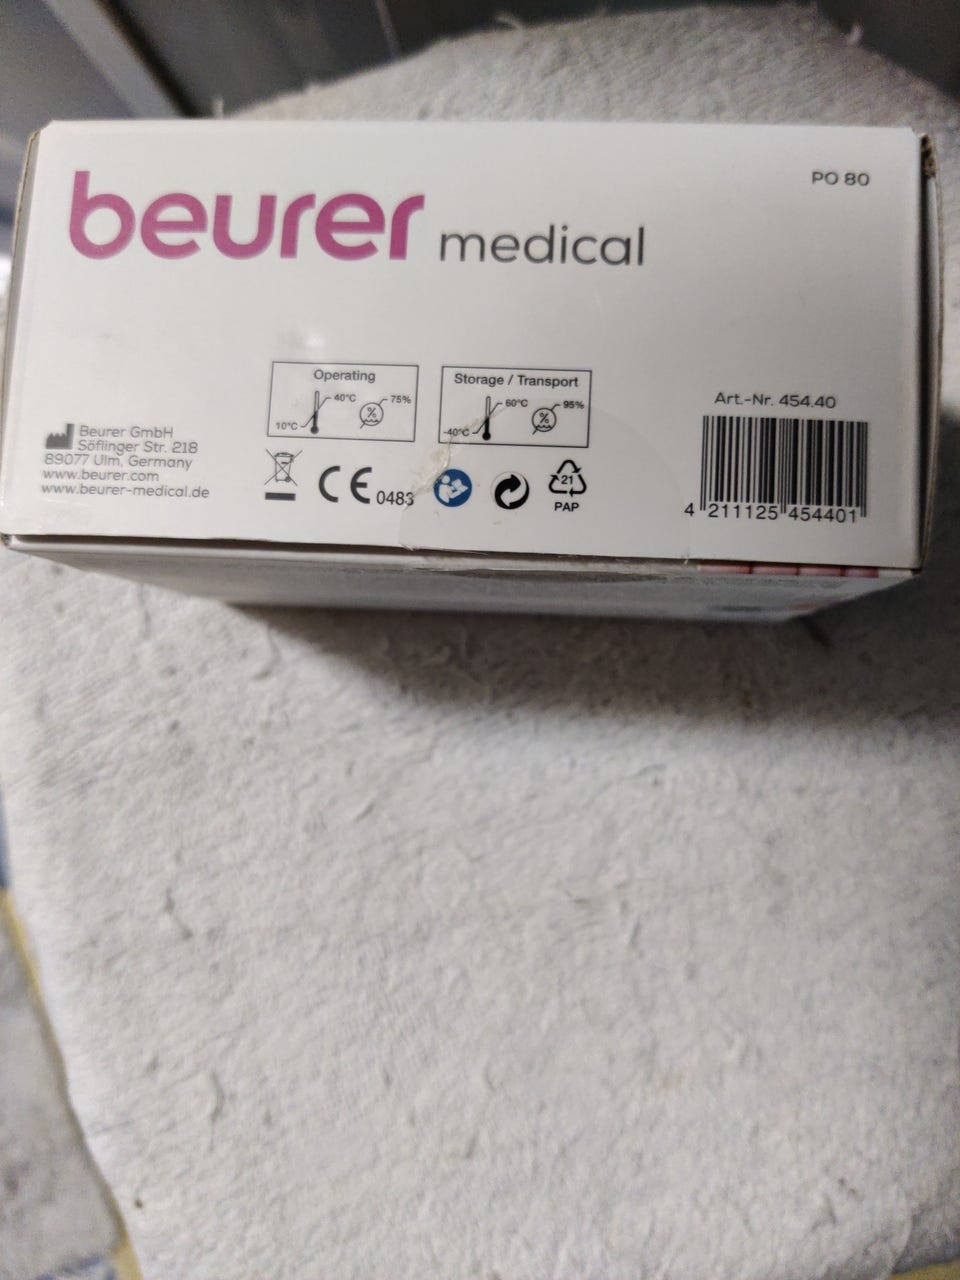 beurer medical
PO 80
Operating
40°C
75%
10°C
%
Storage / Transport
60°C
95%
-40°C
%
Art.-Nr. 454.40
Beurer GmbH
Söflinger Str. 218
89077 Ulm, Germany
www.beurer.com
www.beurer-medical.de
CE 0483
21
PAP
4 211125 454401